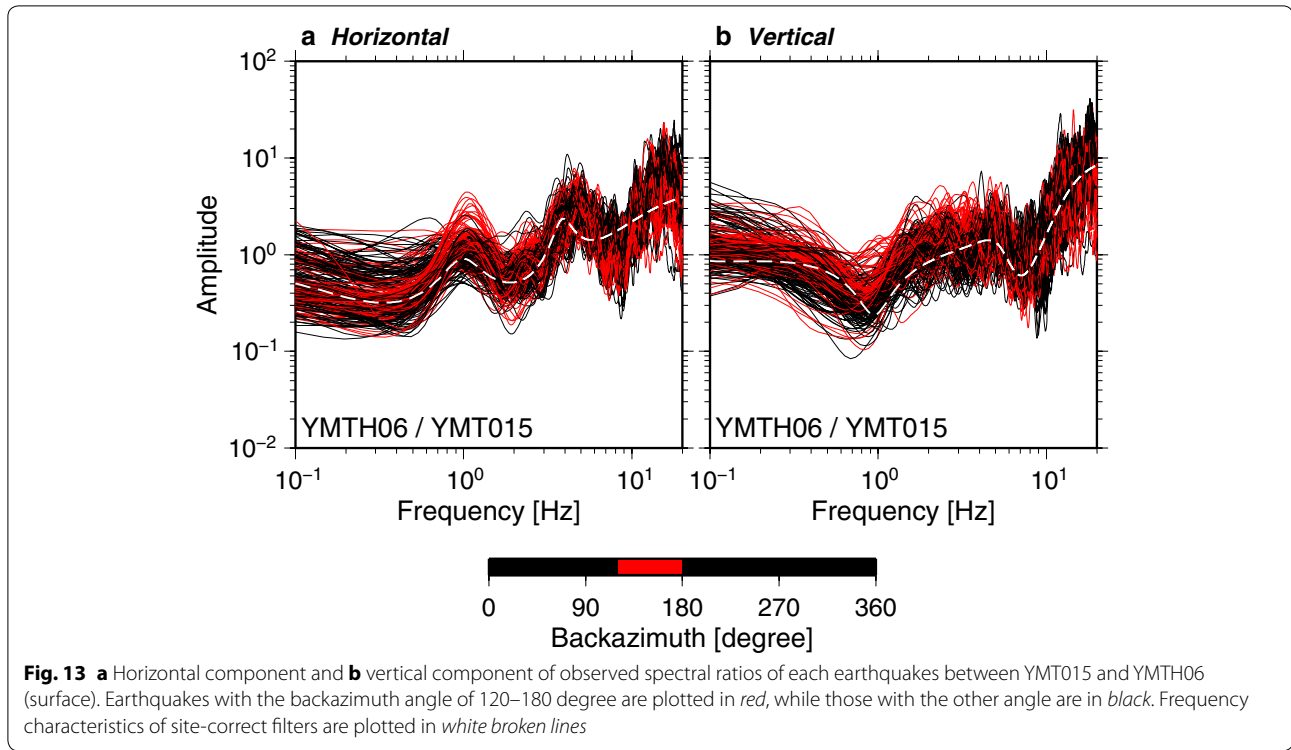 a Horizontal
b Vertical
10²
10¹
10⁰
10⁻¹
10⁻²
Amplitude
YMTH06 / YMT015
YMTH06 / YMT015
10⁻¹ 10⁰ 10¹
10⁻¹ 10⁰ 10¹
Frequency [Hz]
Frequency [Hz]
0 90 180 270 360
Backazimuth [degree]
Fig. 13 a Horizontal component and b vertical component of observed spectral ratios of each earthquakes between YMT015 and YMTH06
(surface). Earthquakes with the backazimuth angle of 120–180 degree are plotted in red, while those with the other angle are in black. Frequency
characteristics of site-correct filters are plotted in white broken lines